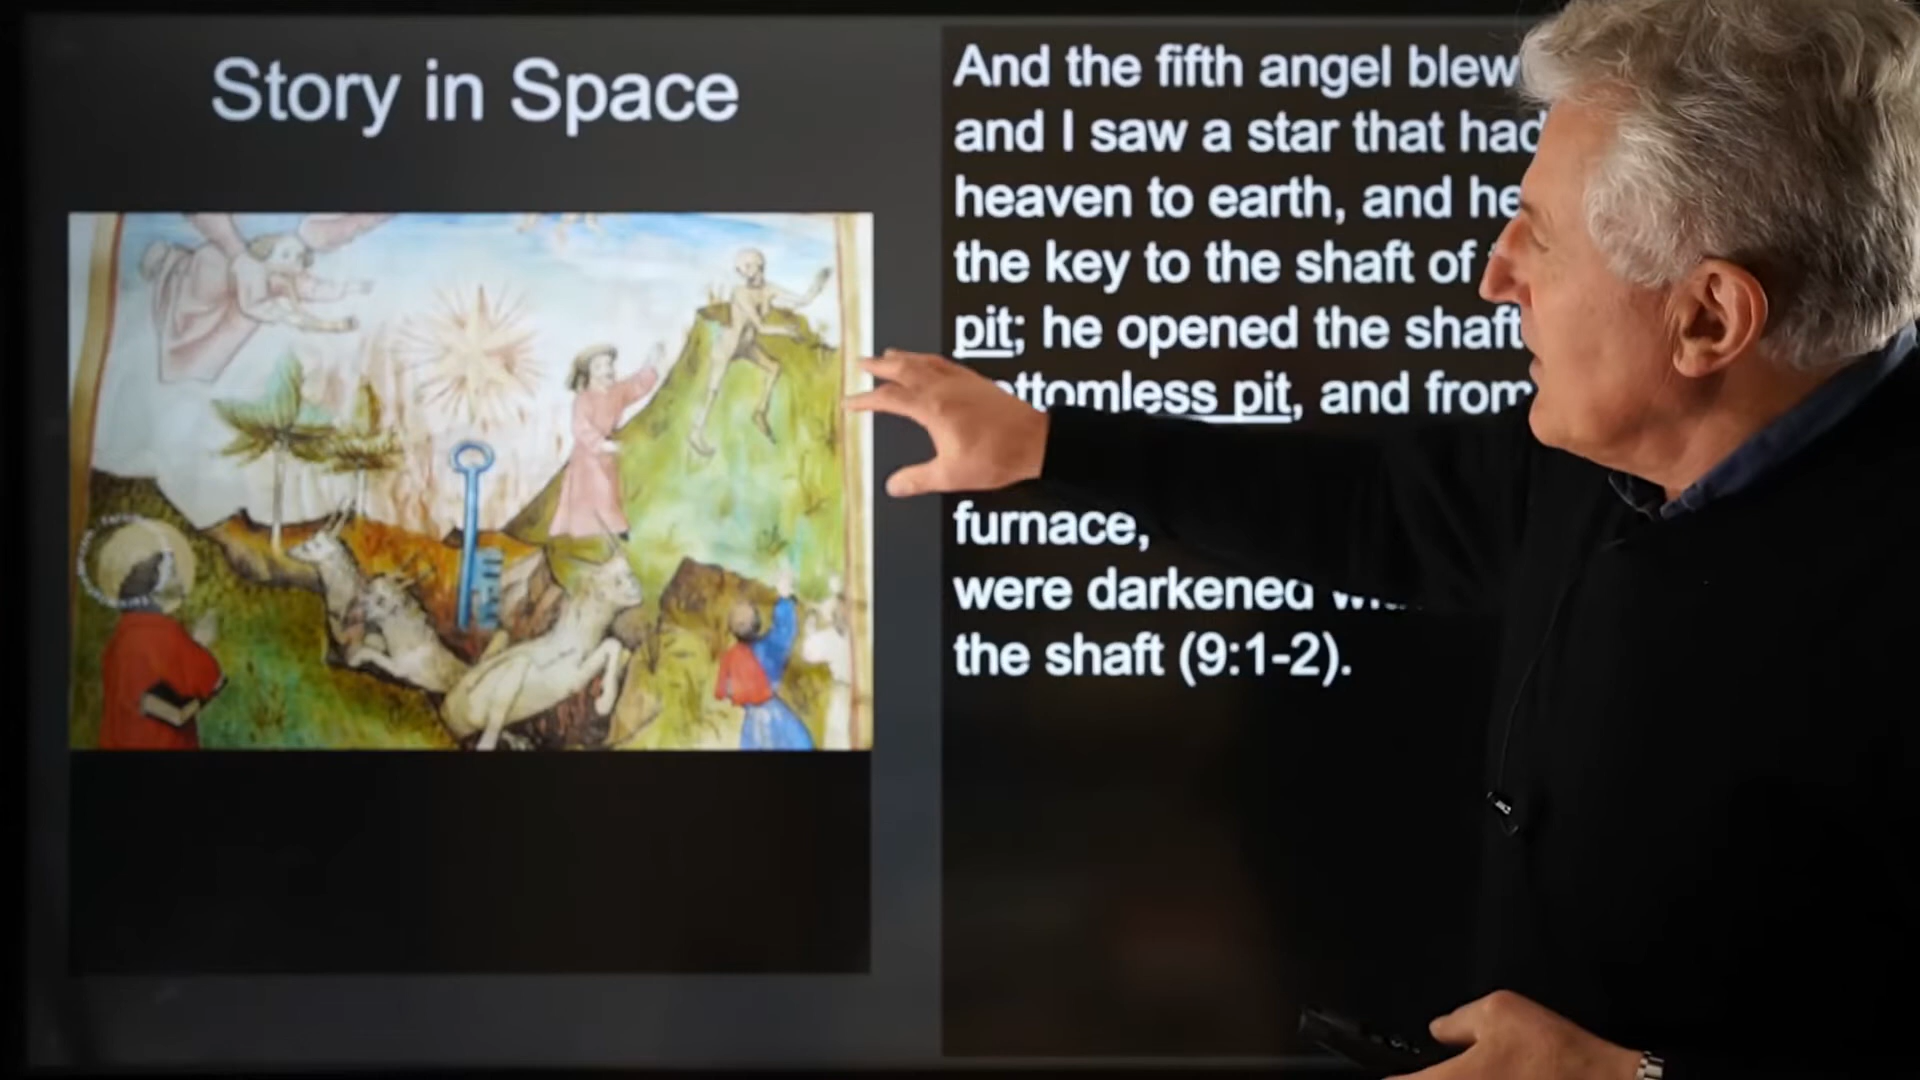 Story in Space
And the fifth angel blew
and I saw a star that had
heaven to earth, and he
the key to the shaft of
pit; he opened the shaft
pit, and from
furnace,
were darkened
the shaft (9:1-2).